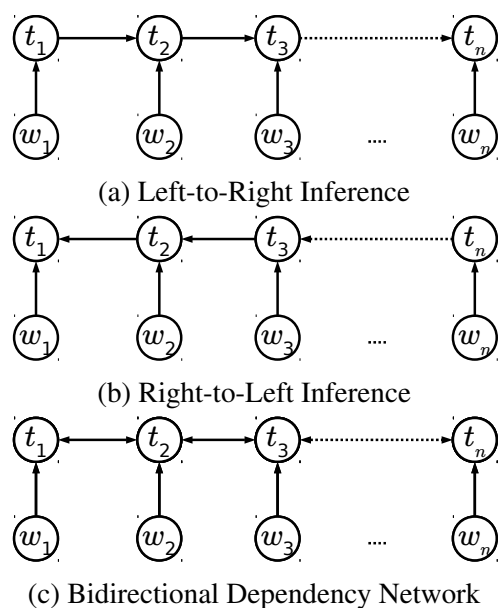 t1 t2 t3 tn
w1 w2 w3 .... wn
(a) Left-to-Right Inference
t1 t2 t3 tn
w1 w2 w3 .... wn
(b) Right-to-Left Inference
t1 t2 t3 tn
w1 w2 w3 .... wn
(c) Bidirectional Dependency Network